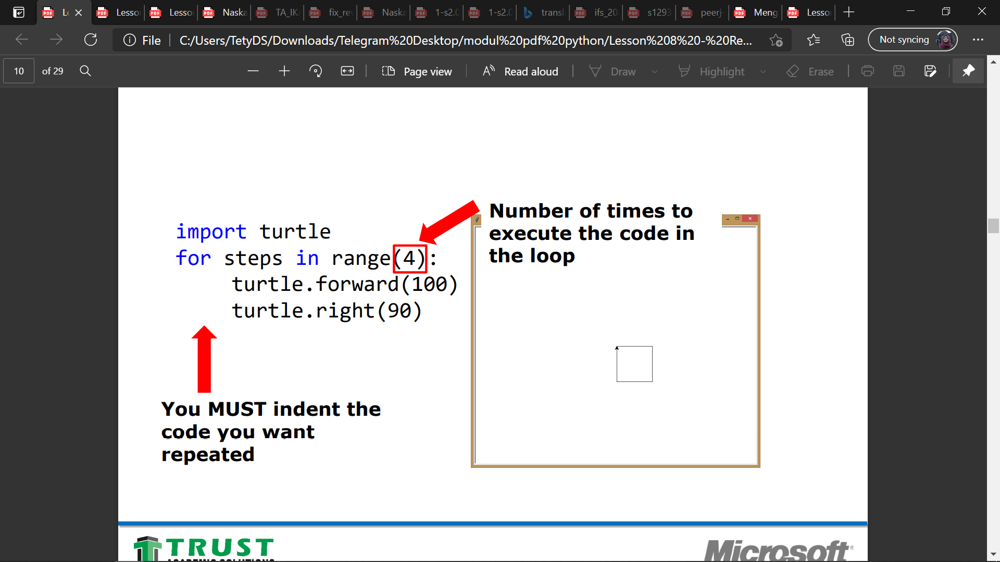 Lesso
Lesso
Naska
TA_IK
fix_rev
Naska
1-s2.0
1-s2.0
transl
ifs_20
s1293
peerj-
Meng
Lesso
File
C:/Users/TetyDS/Downloads/Telegram%20Desktop/modul%20pdf%20python/Lesson%208%20-%20Re...
Not syncing
10 of 29
Page view
Read aloud
Draw
Highlight
Erase
import turtle
for steps in range(4):
turtle.forward(100)
turtle.right(90)
Number of times to
execute the code in
the loop
You MUST indent the
code you want
repeated
TRUST
ACADEMIC SOLUTIONS
Microsoft®